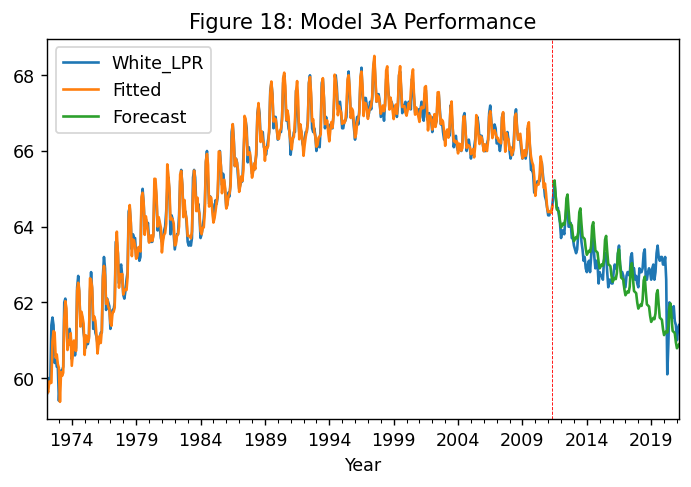 Figure 18: Model 3A Performance
White_LPR
Fitted
Forecast
68
66
64
62
60
1974 1979 1984 1989 1994 1999 2004 2009 2014 2019
Year